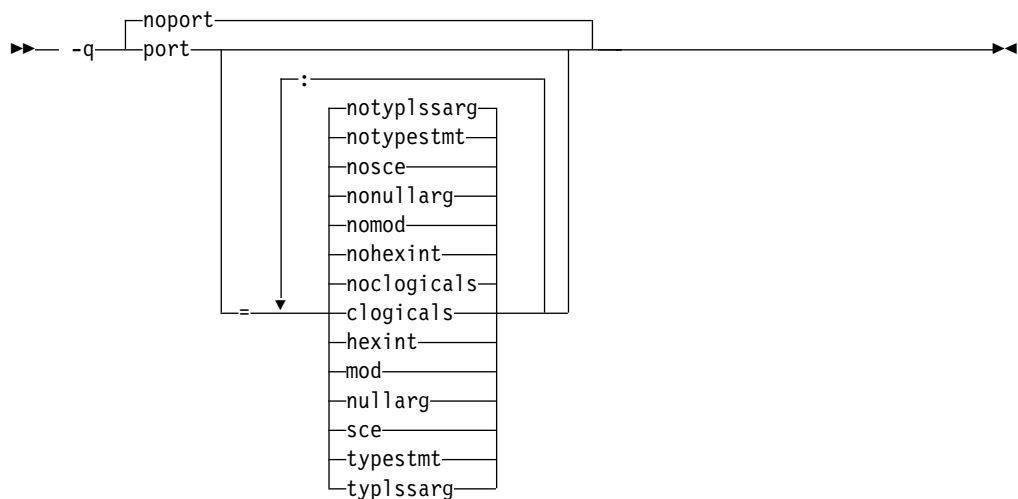 noport
-q port
:
notyplssarg
notypestmt
nosce
nonullarg
nomod
nohexint
noclogicals
= clogicals
hexint
mod
nullarg
sce
typestmt
typlssarg